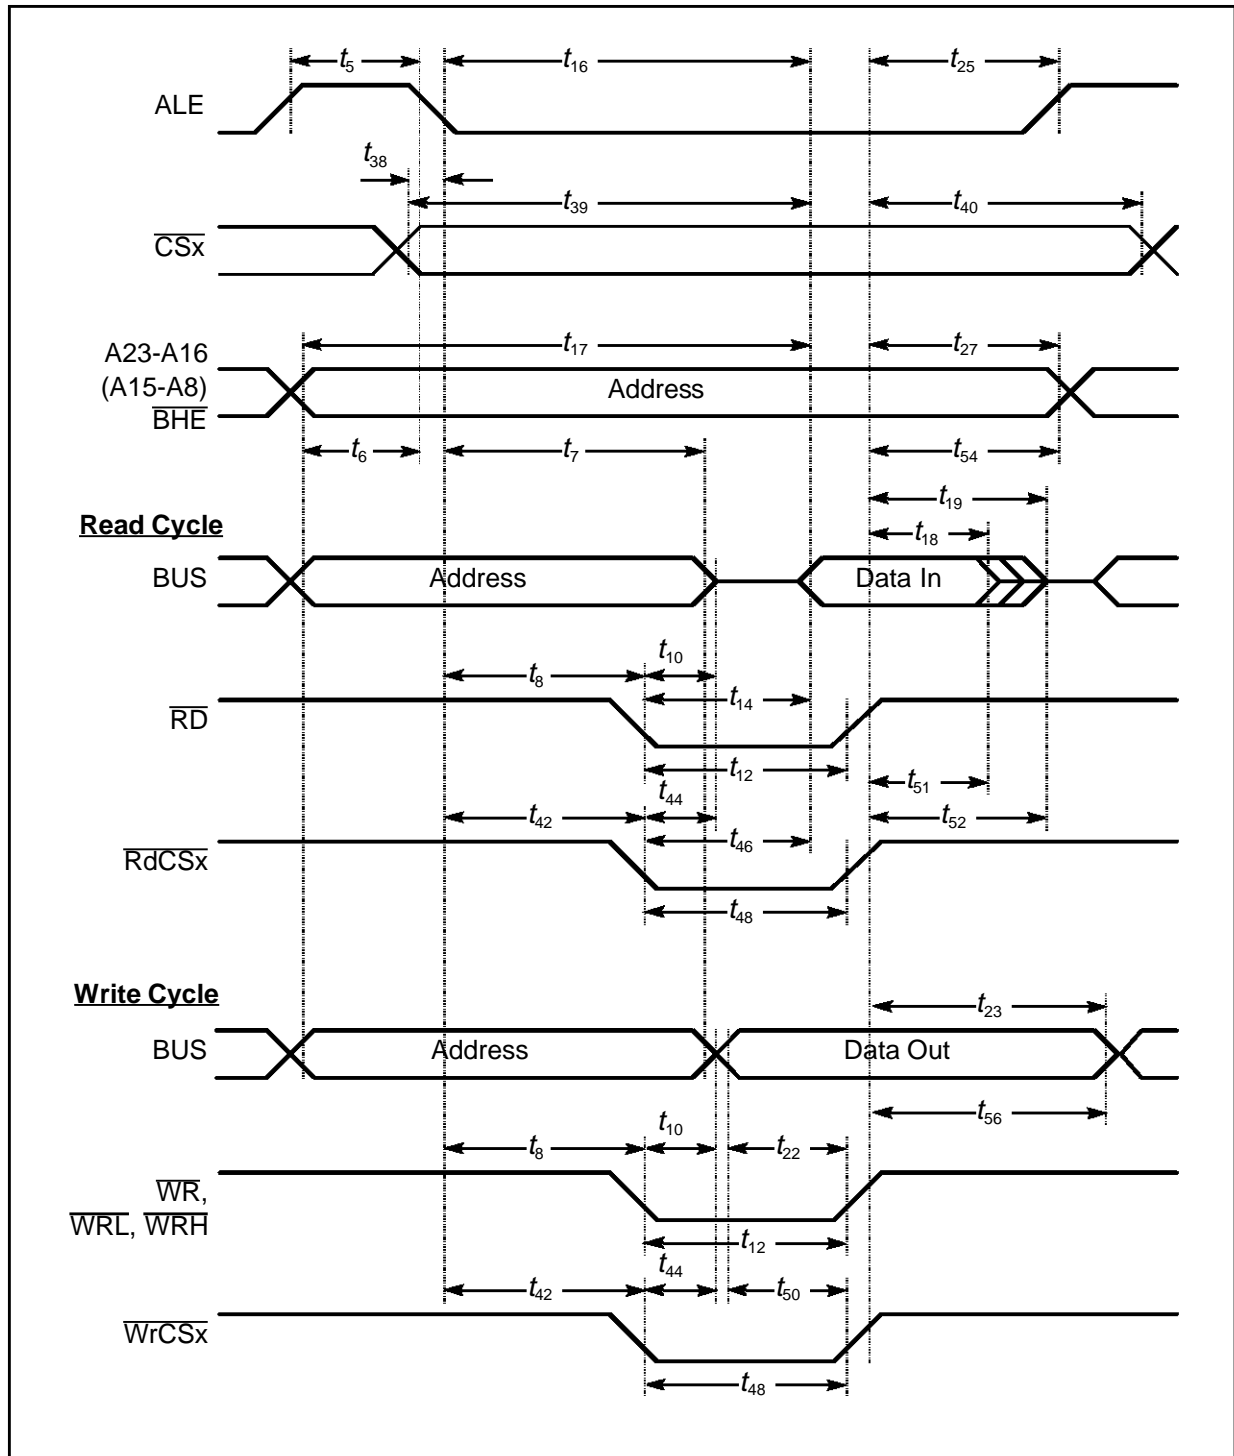 t5 t16 t25
ALE
t38
t39 t40
CSx
t17 t27
A23-A16
(A15-A8) Address
BHE
t6 t7 t54
t19
Read Cycle
t18
BUS Address Data In
t10
t8
t14
RD
t12
t51
t44
t42 t52
t46
RdCSx
t48
Write Cycle
t23
BUS Address Data Out
t56
t10
t8 t22
WR,
WRL, WRH
t12
t44
t42 t50
WrCSx
t48